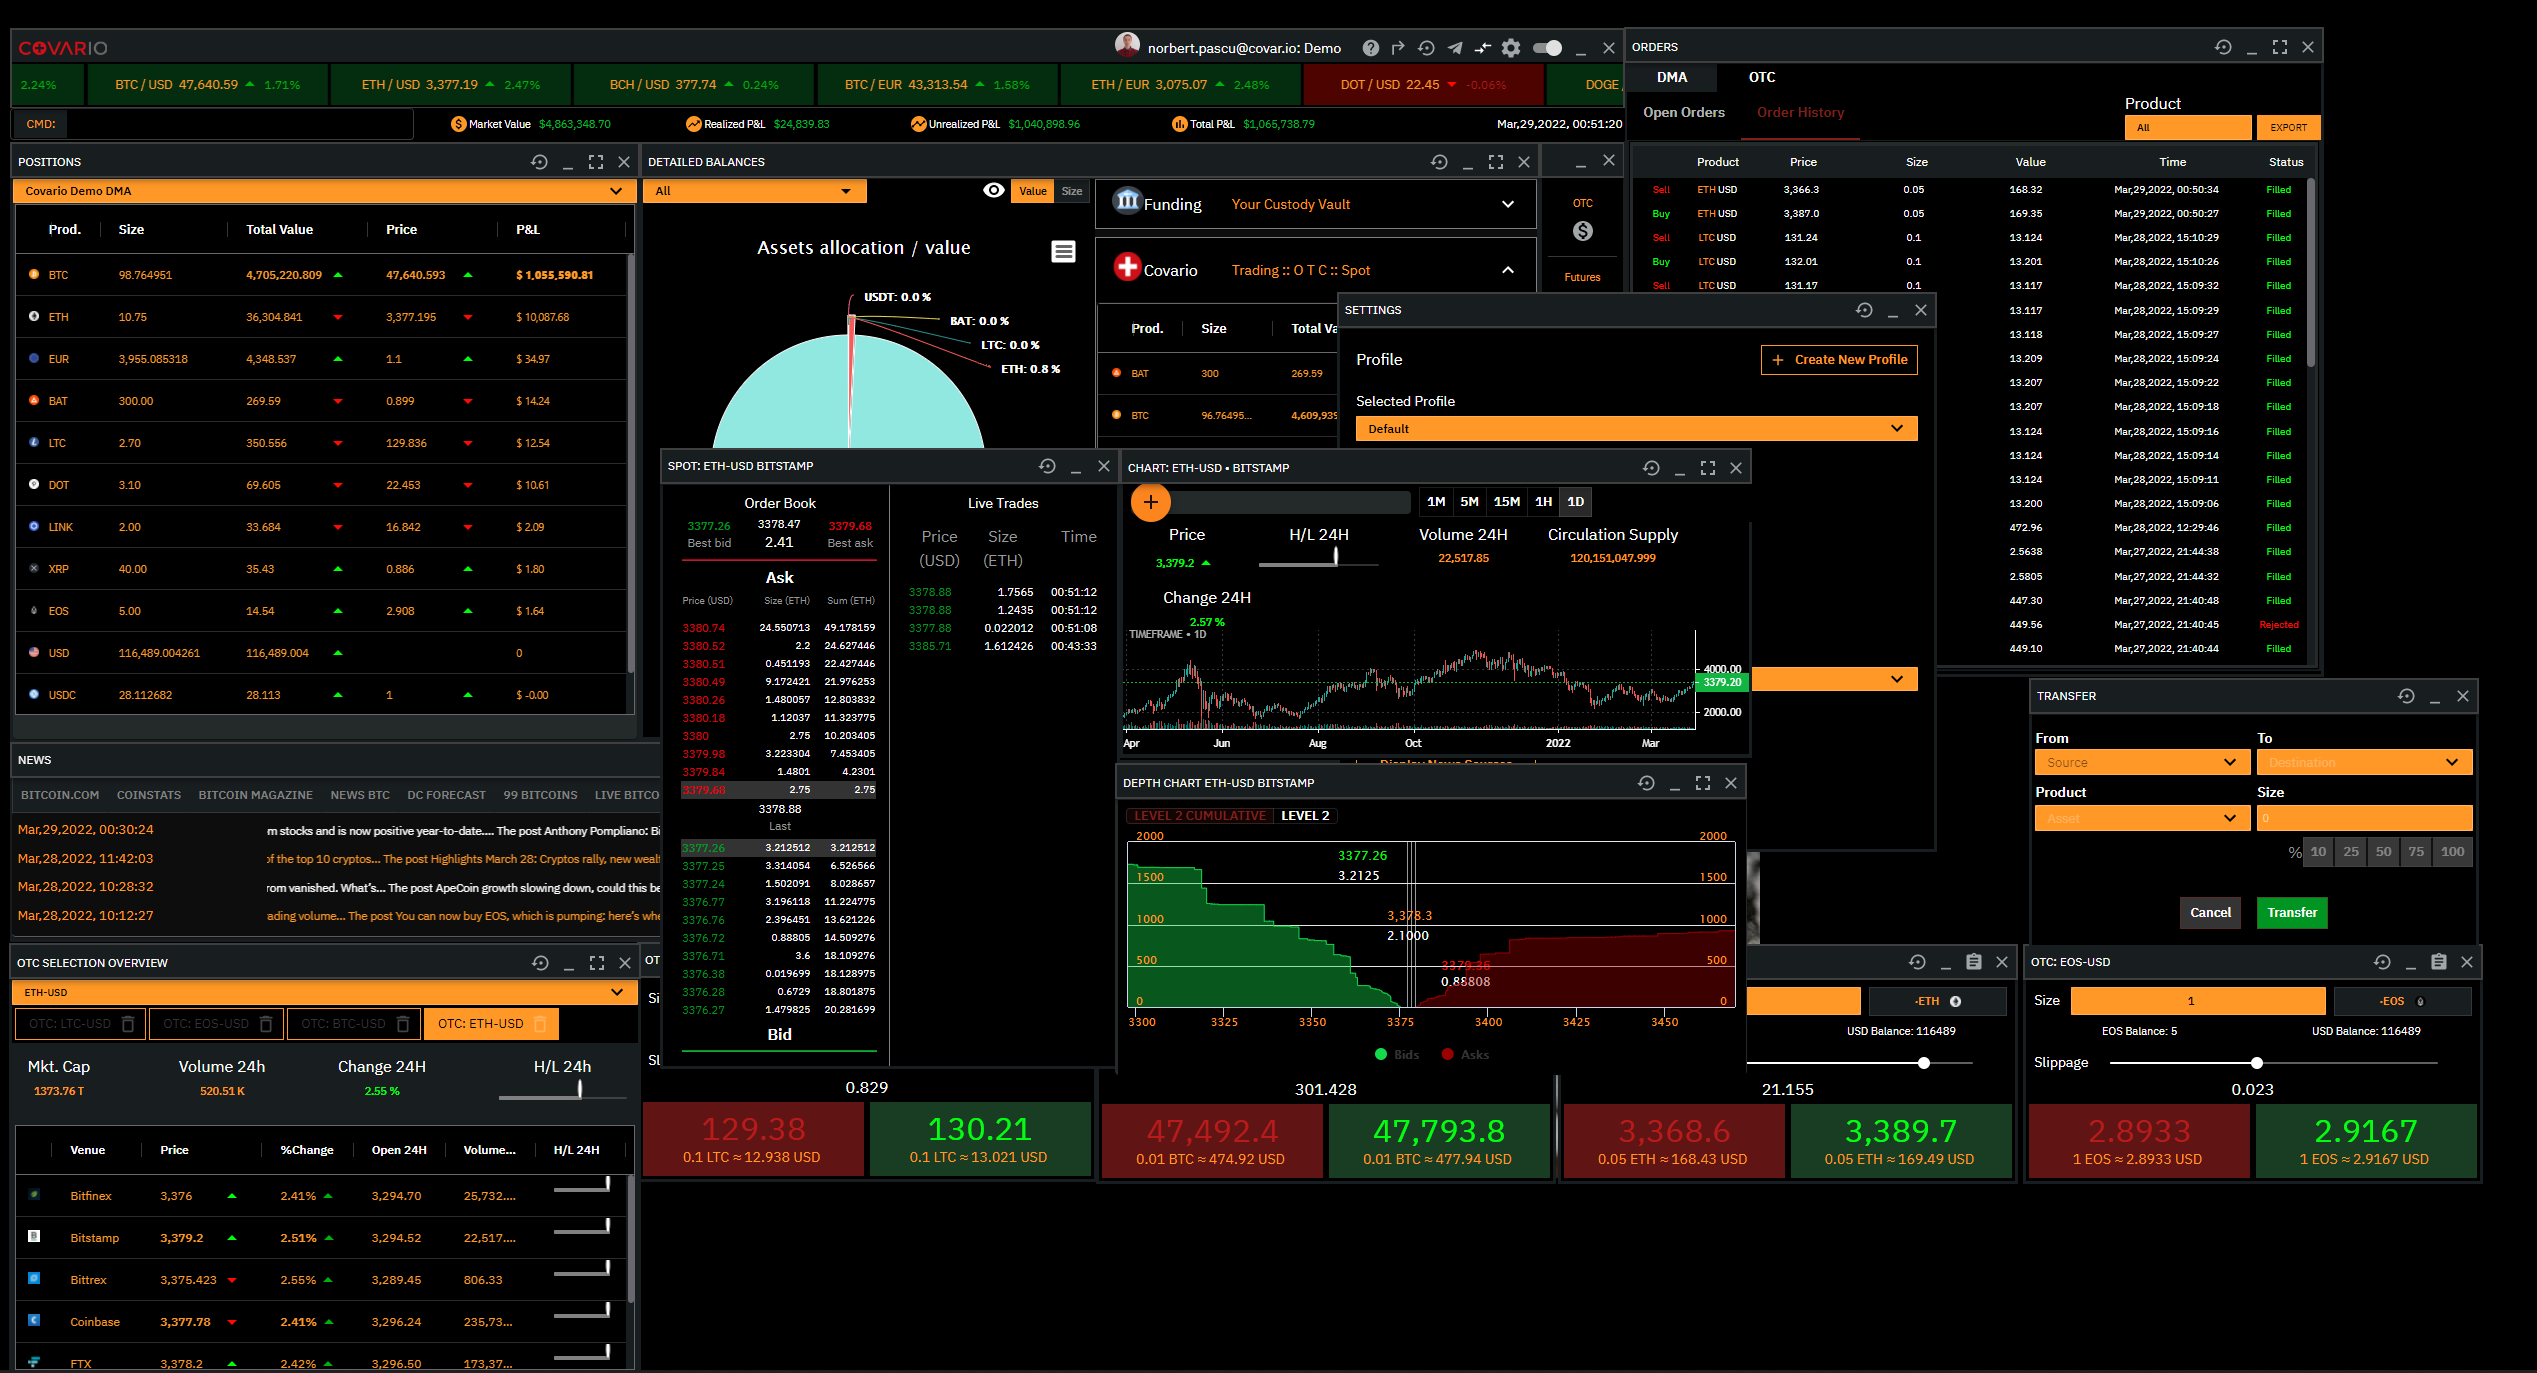 COVARIO
norbert.pascu@covar.io: Demo
2.24%
BTC / USD 47,640.59 1.71%
ETH / USD 3,377.19 2.47%
BCH / USD 377.74 0.24%
BTC / EUR 43,313.54 1.58%
ETH / EUR 3,075.07 2.48%
DOT / USD 22.45 -0.06%
DOGE
CMD:
Market Value $4,863,348.70
Realized P&L $24,839.83
Unrealized P&L $1,040,898.96
Total P&L $1,065,738.79
Mar,29,2022, 00:51:20
POSITIONS
Covario Demo DMA
Prod. Size Total Value Price P&L
BTC 98.764951 4,705,220.809 47,640.593 $ 1,055,590.81
ETH 10.75 36,304.841 3,377.195 $ 10,087.68
EUR 3,955.085318 4,348.537 1.1 $ 34.97
BAT 300.00 269.59 0.899 $ 14.24
LTC 2.70 350.556 129.836 $ 12.54
DOT 3.10 69.605 22.453 $ 10.61
LINK 2.00 33.684 16.842 $ 2.09
XRP 40.00 35.43 0.886 $ 1.80
EOS 5.00 14.54 2.908 $ 1.64
USD 116,489.004261 116,489.004 0
USDC 28.112682 28.113 1 $ -0.00
DETAILED BALANCES
All
Value Size
Assets allocation / value
USDT: 0.0 %
BAT: 0.0 %
LTC: 0.0 %
ETH: 0.8 %
Funding Your Custody Vault
Covario Trading :: O T C :: Spot
Prod. Size Total Va
BAT 300 269.59
BTC 96.76495... 4,609,939
OTC
Futures
ORDERS
DMA OTC
Open Orders Order History
Product
All EXPORT
Product Price Size Value Time Status
Sell ETH USD 3,366.3 0.05 168.32 Mar,29,2022, 00:50:34 Filled
Buy ETH USD 3,387.0 0.05 169.35 Mar,29,2022, 00:50:27 Filled
Sell LTC USD 131.24 0.1 13.124 Mar,28,2022, 15:10:29 Filled
Buy LTC USD 132.01 0.1 13.201 Mar,28,2022, 15:10:26 Filled
Sell LTC USD 131.17 0.1 13.117 Mar,28,2022, 15:09:32 Filled
13.117 Mar,28,2022, 15:09:29 Filled
13.118 Mar,28,2022, 15:09:27 Filled
13.209 Mar,28,2022, 15:09:24 Filled
13.207 Mar,28,2022, 15:09:22 Filled
13.207 Mar,28,2022, 15:09:18 Filled
13.124 Mar,28,2022, 15:09:16 Filled
13.124 Mar,28,2022, 15:09:14 Filled
13.124 Mar,28,2022, 15:09:11 Filled
13.200 Mar,28,2022, 15:09:06 Filled
472.96 Mar,28,2022, 12:29:46 Filled
2.5638 Mar,27,2022, 21:44:38 Filled
2.5805 Mar,27,2022, 21:44:32 Filled
447.30 Mar,27,2022, 21:40:48 Filled
449.56 Mar,27,2022, 21:40:45 Rejected
449.10 Mar,27,2022, 21:40:44 Filled
SETTINGS
Profile
+ Create New Profile
Selected Profile
Default
SPOT: ETH-USD BITSTAMP
Order Book
3377.26 3378.47 3379.68
Best bid 2.41 Best ask
Ask
Price (USD) Size (ETH) Sum (ETH)
3380.74 24.550713 49.178159
3380.52 2.2 24.627446
3380.51 0.451193 22.427446
3380.49 9.172421 21.976253
3380.26 1.480057 12.803832
3380.18 1.12037 11.323775
3380 2.75 10.203405
3379.98 3.223304 7.453405
3379.84 1.4801 4.2301
3379.68 2.75 2.75
3378.88
Last
3377.26 3.212512 3.212512
3377.25 3.314054 6.526566
3377.24 1.502091 8.028657
3376.77 3.196118 11.224775
3376.76 2.396451 13.621226
3376.72 0.88805 14.509276
3376.71 3.6 18.109276
3376.38 0.019699 18.128975
3376.28 0.6729 18.801875
3376.27 1.479825 20.281699
Bid
Live Trades
Price Size Time
(USD) (ETH)
3378.88 1.7565 00:51:12
3378.88 1.2435 00:51:12
3377.88 0.022012 00:51:08
3385.71 1.612426 00:43:33
CHART: ETH-USD • BITSTAMP
+
1M 5M 15M 1H 1D
Price H/L 24H Volume 24H Circulation Supply
3,379.2 22,517.85 120,151,047.999
Change 24H
2.57 %
TIMEFRAME • 1D
4000.00
3379.20
2000.00
Apr Jun Aug Oct 2022 Mar
Display News Sources
DEPTH CHART ETH-USD BITSTAMP
LEVEL 2 CUMULATIVE LEVEL 2
2000 2000
3377.26
3.2125
1500 1500
3,378.3
1000 1000
2.1000
500 500
3379.36
0.88808
0 0
3300 3325 3350 3375 3400 3425 3450
Bids Asks
TRANSFER
From To
Source Destination
Product Size
Asset 0
% 10 25 50 75 100
Cancel Transfer
NEWS
BITCOIN.COM COINSTATS BITCOIN MAGAZINE NEWS BTC DC FORECAST 99 BITCOINS LIVE BITCO
Mar,29,2022, 00:30:24 m stocks and is now positive year-to-date.... The post Anthony Pompliano: Bi
Mar,28,2022, 11:42:03 of the top 10 cryptos... The post Highlights March 28: Cryptos rally, new wealt
Mar,28,2022, 10:28:32 rom vanished. What's... The post ApeCoin growth slowing down, could this be
Mar,28,2022, 10:12:27 ading volume... The post You can now buy EOS, which is pumping: here's whe
OTC SELECTION OVERVIEW
ETH-USD
OTC: LTC-USD OTC: EOS-USD OTC: BTC-USD OTC: ETH-USD
Mkt. Cap Volume 24h Change 24H H/L 24h
1373.76 T 520.51 K 2.55 %
Venue Price %Change Open 24H Volume... H/L 24H
Bitfinex 3,376 2.41% 3,294.70 25,732....
Bitstamp 3,379.2 2.51% 3,294.52 22,517....
Bittrex 3,375.423 2.55% 3,289.45 806.33
Coinbase 3,377.78 2.41% 3,296.24 235,73...
FTX 3,378.2 2.42% 3,296.50 173,37...
OT
Si
Sl
0.829
129.38 130.21
0.1 LTC ≈ 12.938 USD 0.1 LTC ≈ 13.021 USD
301.428
47,492.4 47,793.8
0.01 BTC ≈ 474.92 USD 0.01 BTC ≈ 477.94 USD
·ETH
USD Balance: 116489
21.155
3,368.6 3,389.7
0.05 ETH ≈ 168.43 USD 0.05 ETH ≈ 169.49 USD
OTC: EOS-USD
Size 1 ·EOS
EOS Balance: 5 USD Balance: 116489
Slippage
0.023
2.8933 2.9167
1 EOS ≈ 2.8933 USD 1 EOS ≈ 2.9167 USD